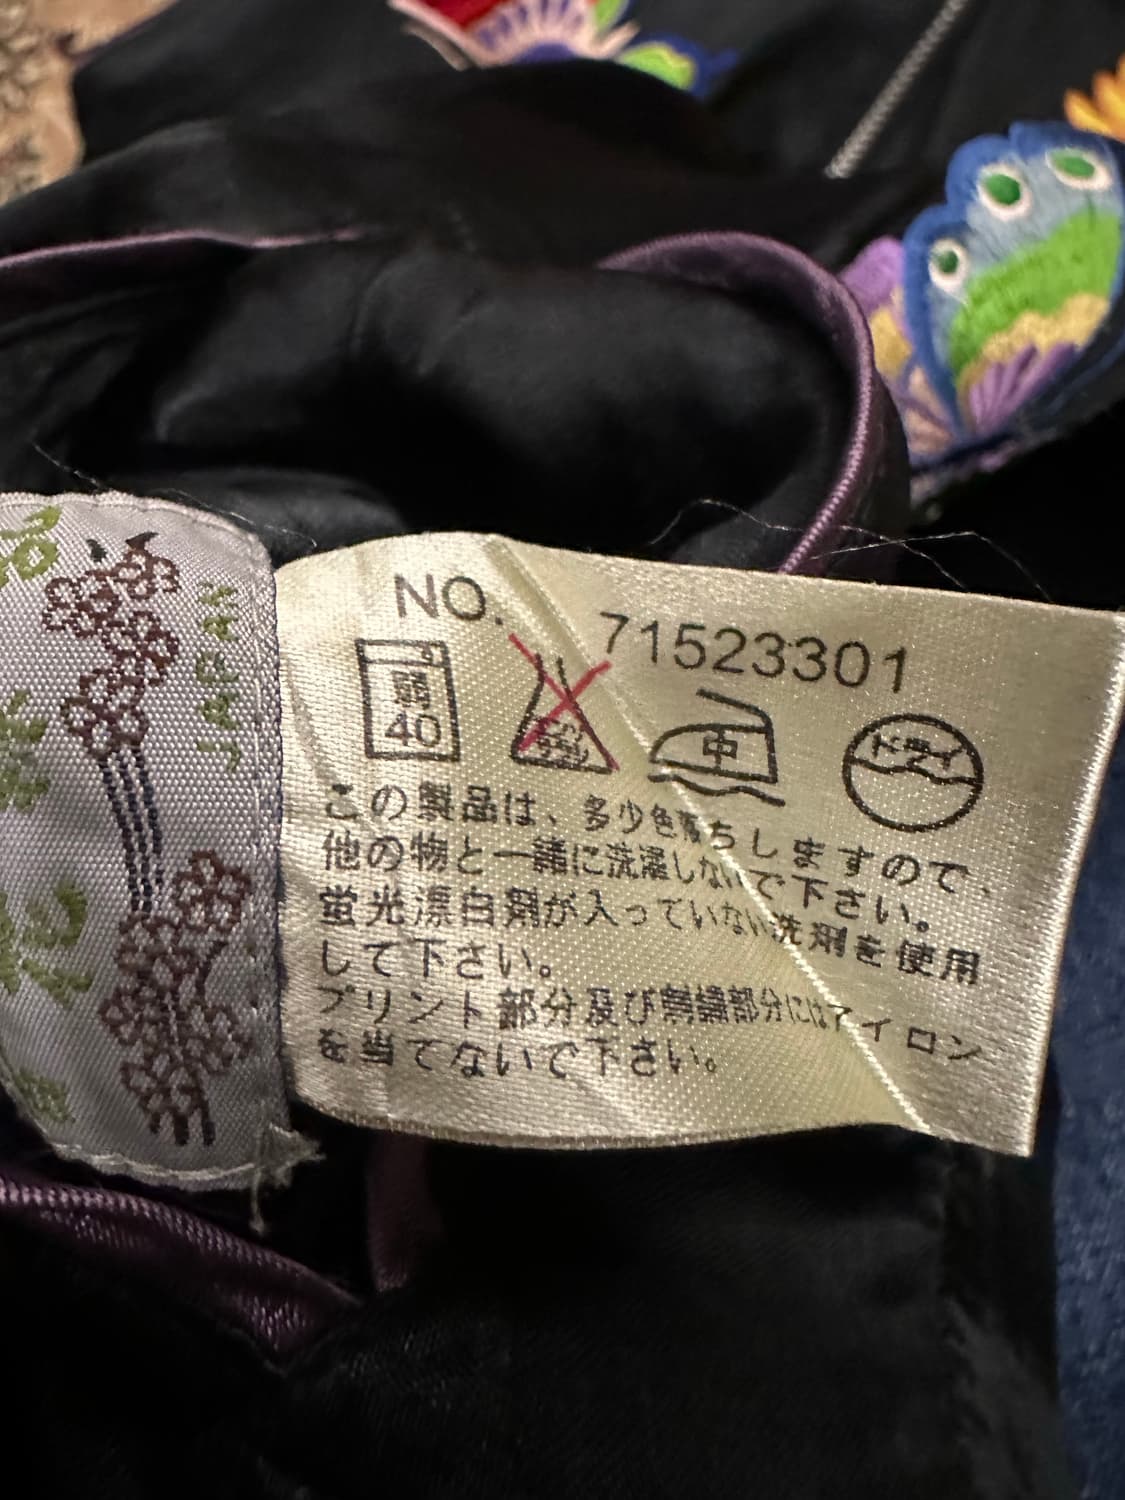 NO. 71523301
弱
40
中
ドライ
この製品は、多少色落ちしますので、
他の物と一緒に洗濯しないで下さい。
蛍光漂白剤が入っていない洗剤を使用
して下さい。
プリント部分及び刺繍部分にはアイロン
を当てないで下さい。
JAPAN